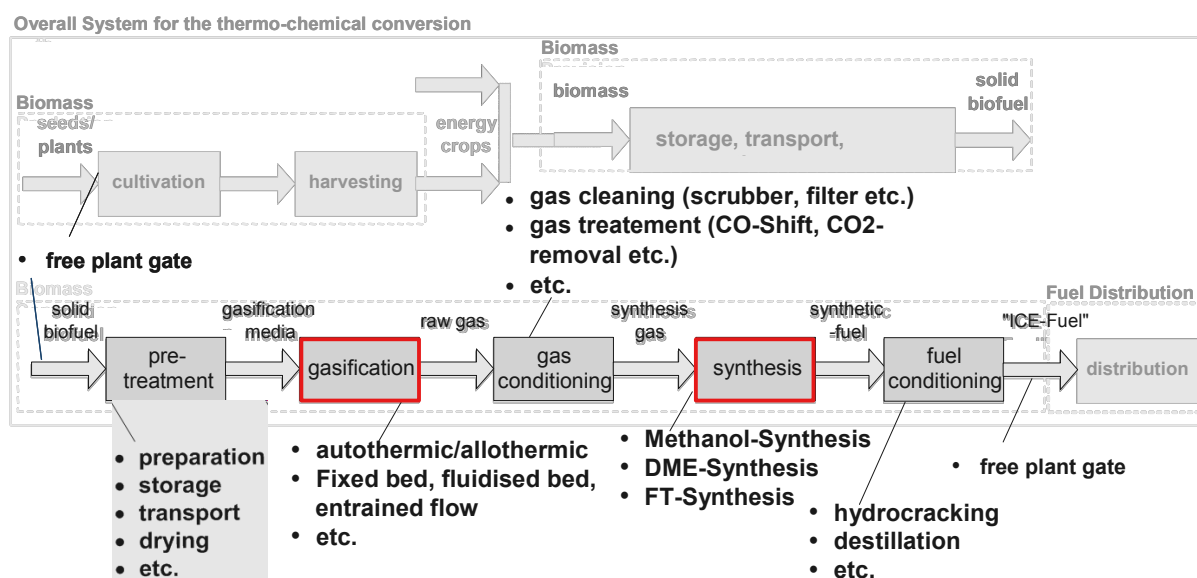 Overall System for the thermo-chemical conversion
Biomass
Biomass
seeds/
plants
energy
crops
biomass
solid
biofuel
cultivation
harvesting
storage, transport,
• gas cleaning (scrubber, filter etc.)
• gas treatement (CO-Shift, CO2-
removal etc.)
• etc.
• free plant gate
Biomass
Fuel Distribution
solid
biofuel
gasification
media
raw gas
synthesis
gas
synthetic
-fuel
"ICE-Fuel"
pre-
treatment
gasification
gas
conditioning
synthesis
fuel
conditioning
distribution
• preparation
• storage
• transport
• drying
• etc.
• autothermic/allothermic
• Fixed bed, fluidised bed,
entrained flow
• etc.
• Methanol-Synthesis
• DME-Synthesis
• FT-Synthesis
• hydrocracking
• destillation
• etc.
• free plant gate